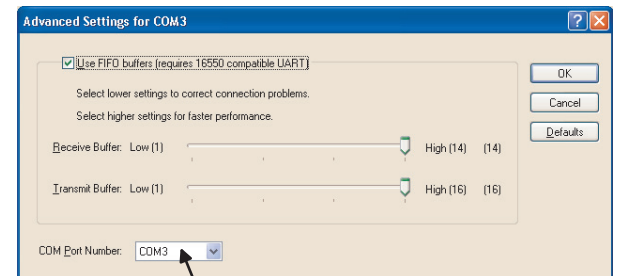 Advanced Settings for COM3
Use FIFO buffers (requires 16550 compatible UART)
OK
Select lower settings to correct connection problems.
Cancel
Select higher settings for faster performance.
Defaults
Receive Buffer: Low (1) High (14) (14)
Transmit Buffer: Low (1) High (16) (16)
COM Port Number: COM3